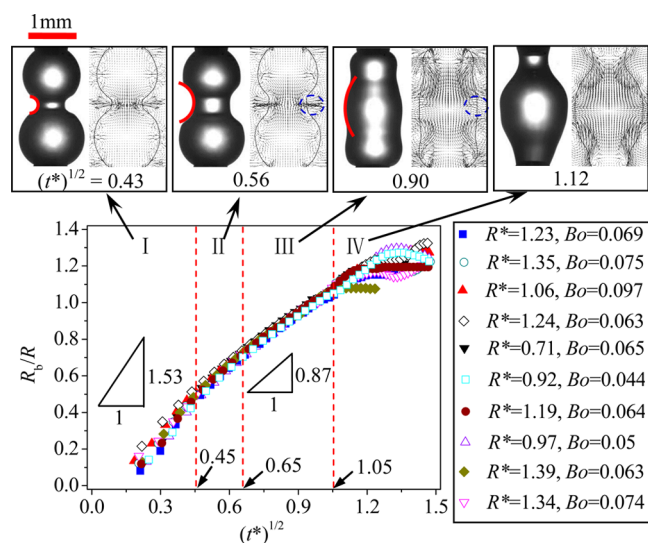 1mm
(t*)^1/2 = 0.43
0.56
0.90
1.12
I
II
III
IV
1.4
1.2
1.0
0.8
0.6
0.4
0.2
0.0
R_b/R
1.53
1
0.87
1
0.45
0.65
1.05
0.0
0.3
0.6
0.9
1.2
1.5
(t*)^1/2
R*=1.23, Bo=0.069
R*=1.35, Bo=0.075
R*=1.06, Bo=0.097
R*=1.24, Bo=0.063
R*=0.71, Bo=0.065
R*=0.92, Bo=0.044
R*=1.19, Bo=0.064
R*=0.97, Bo=0.05
R*=1.39, Bo=0.063
R*=1.34, Bo=0.074